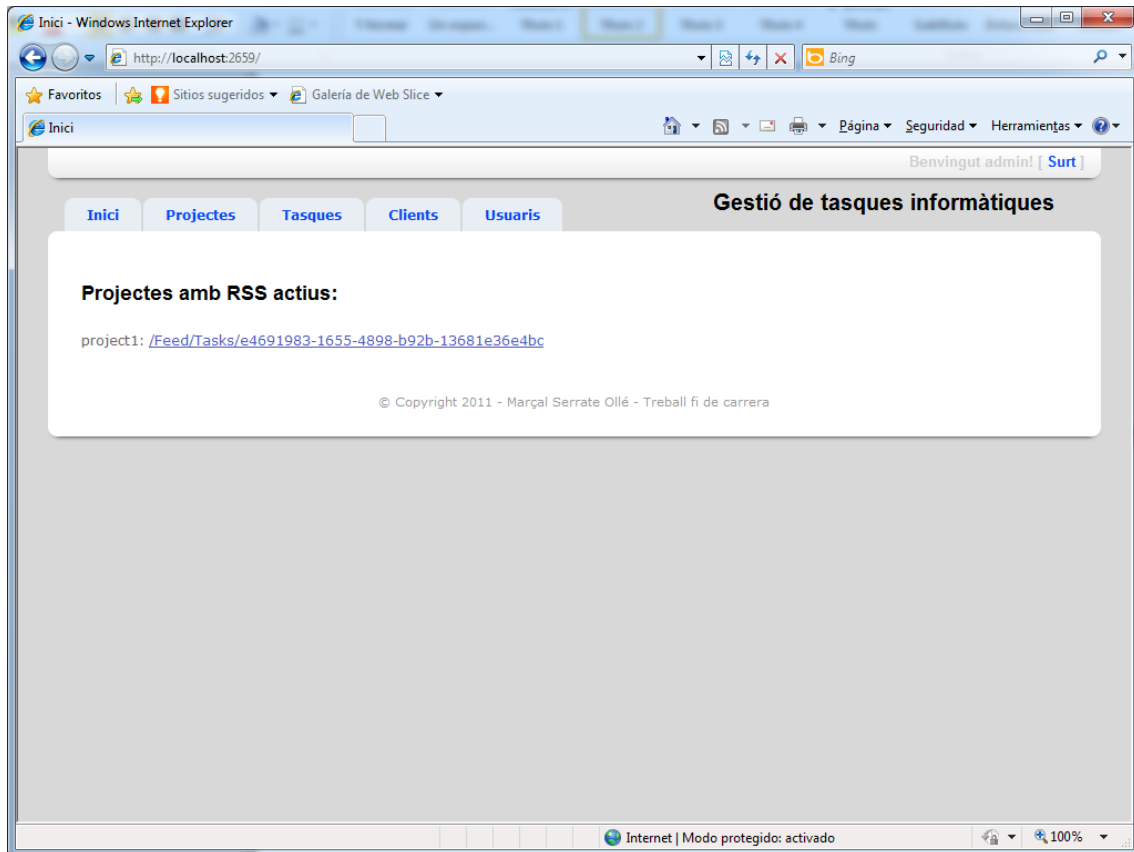 Inici - Windows Internet Explorer
http://localhost:2659/
Bing
Favoritos Sitios sugeridos Galería de Web Slice
Inici Página Seguridad Herramientas
Benvingut admin! [ Surt ]
Gestió de tasques informàtiques
Inici Projectes Tasques Clients Usuaris
Projectes amb RSS actius:
project1: /Feed/Tasks/e4691983-1655-4898-b92b-13681e36e4bc
© Copyright 2011 - Marçal Serrate Ollé - Treball fi de carrera
Internet | Modo protegido: activado 100%